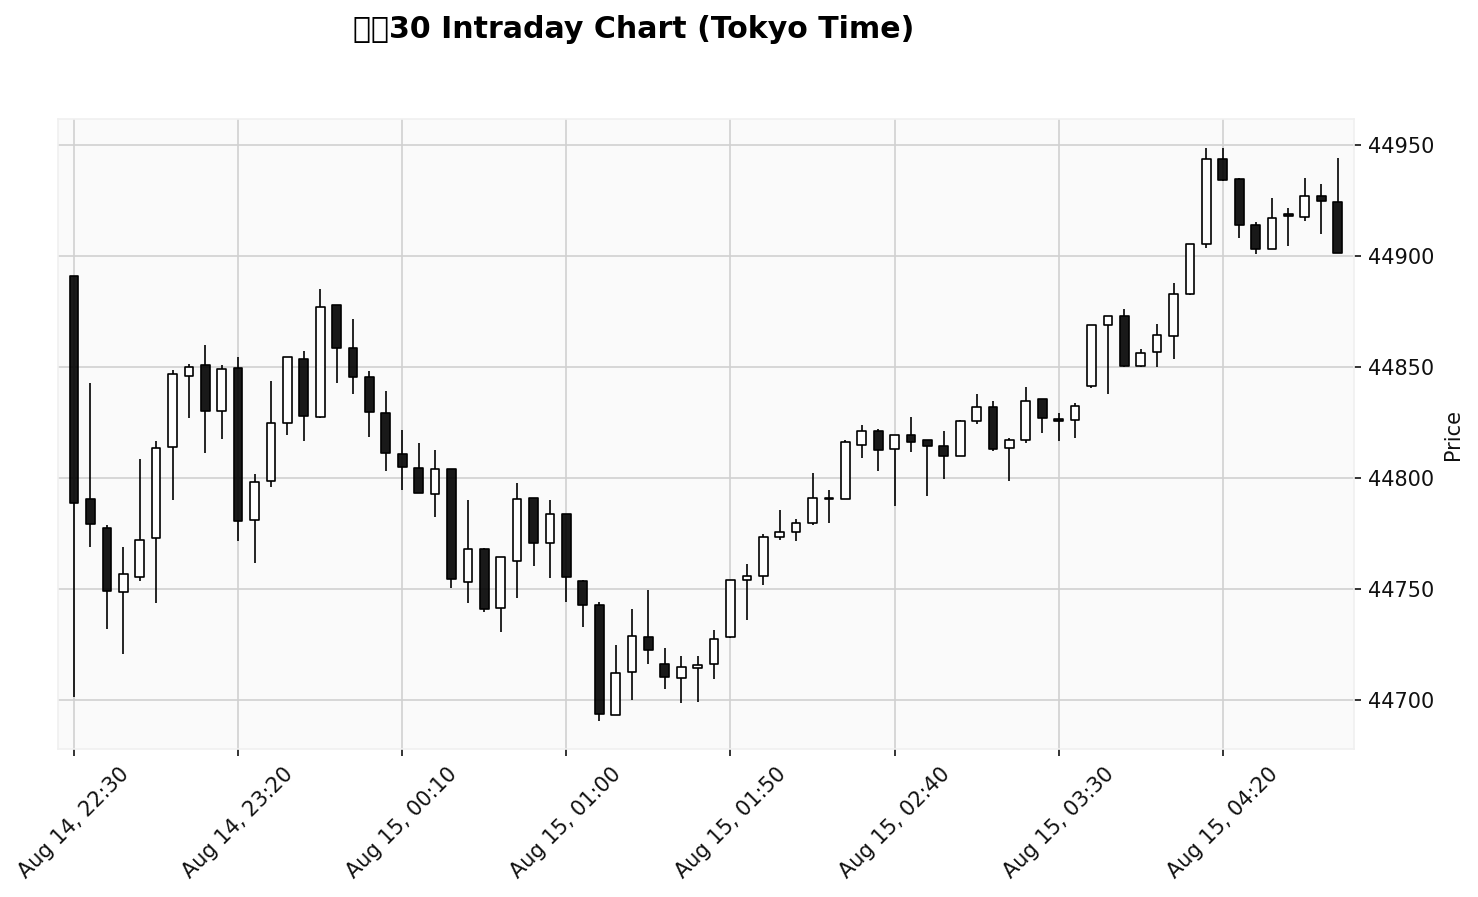 30 Intraday Chart (Tokyo Time)
44950
44900
44850
44800
44750
44700
Price
Aug 14, 22:30
Aug 14, 23:20
Aug 15, 00:10
Aug 15, 01:00
Aug 15, 01:50
Aug 15, 02:40
Aug 15, 03:30
Aug 15, 04:20